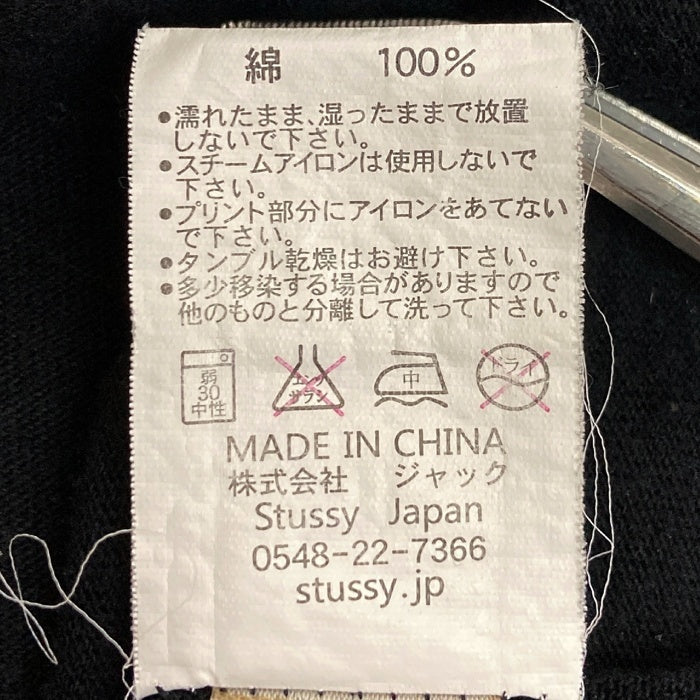 綿 100%
●濡れたまま、湿ったままで放置
しないで下さい。
●スチームアイロンは使用しないで
下さい。
●プリント部分にアイロンをあてない
で下さい。
●タンブル乾燥はお避け下さい。
●多少移染する場合がありますので
他のものと分離して洗って下さい。
弱
30
中性
エンソ
サラシ
中
ドライ
MADE IN CHINA
株式会社 ジャック
Stussy Japan
0548-22-7366
stussy.jp